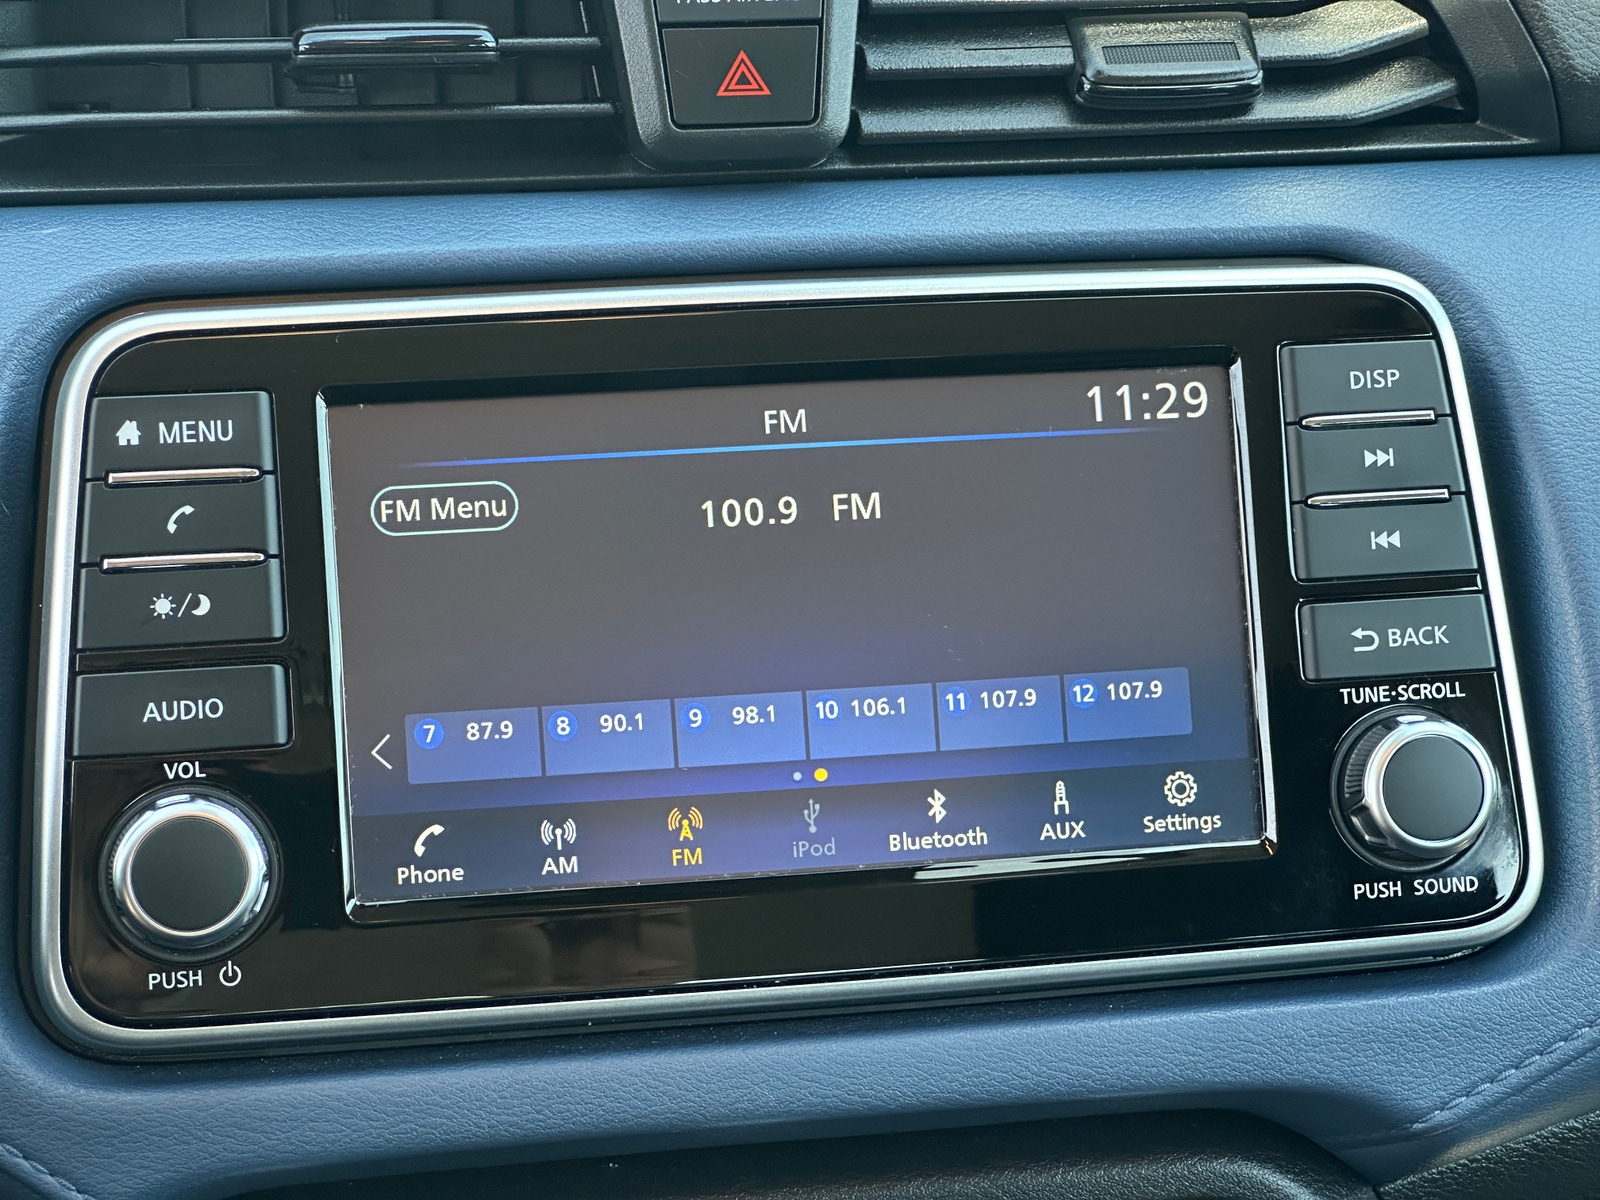 MENU
AUDIO
VOL
PUSH
FM
11:29
FM Menu
100.9 FM
7 87.9
8 90.1
9 98.1
10 106.1
11 107.9
12 107.9
Phone
AM
FM
iPod
Bluetooth
AUX
Settings
DISP
BACK
TUNE·SCROLL
PUSH SOUND